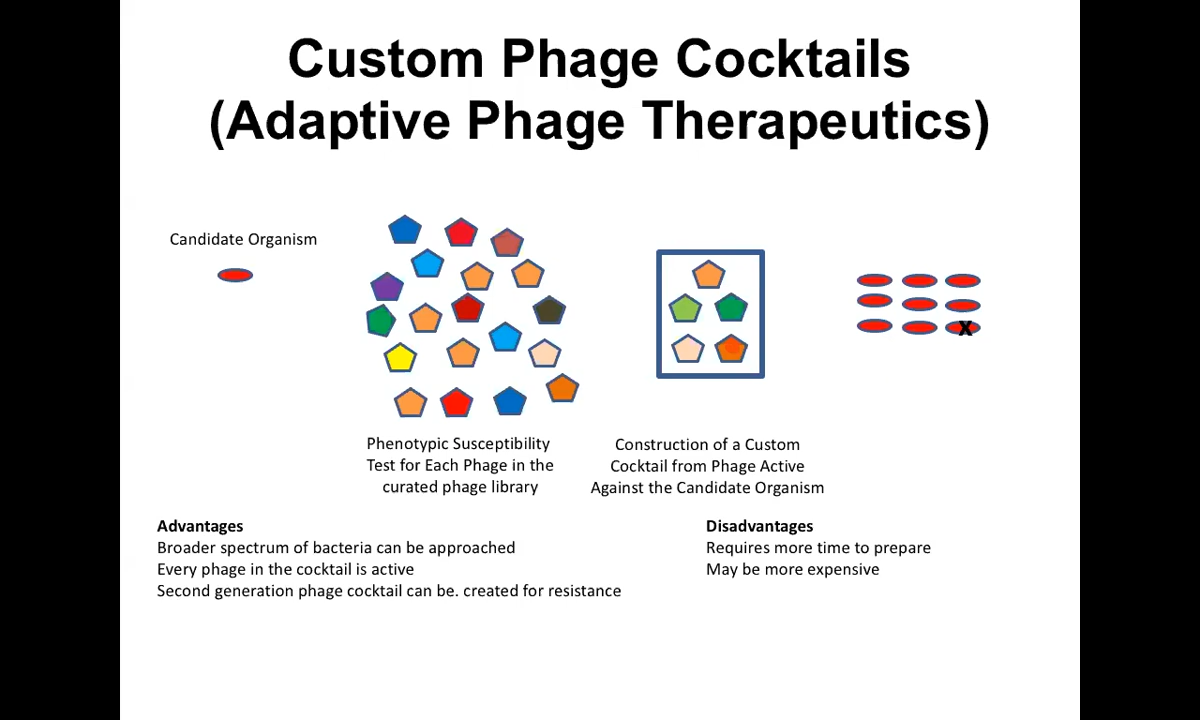 Custom Phage Cocktails
(Adaptive Phage Therapeutics)
Candidate Organism
X
Phenotypic Susceptibility
Test for Each Phage in the
curated phage library
Construction of a Custom
Cocktail from Phage Active
Against the Candidate Organism
Advantages
Broader spectrum of bacteria can be approached
Every phage in the cocktail is active
Second generation phage cocktail can be. created for resistance
Disadvantages
Requires more time to prepare
May be more expensive